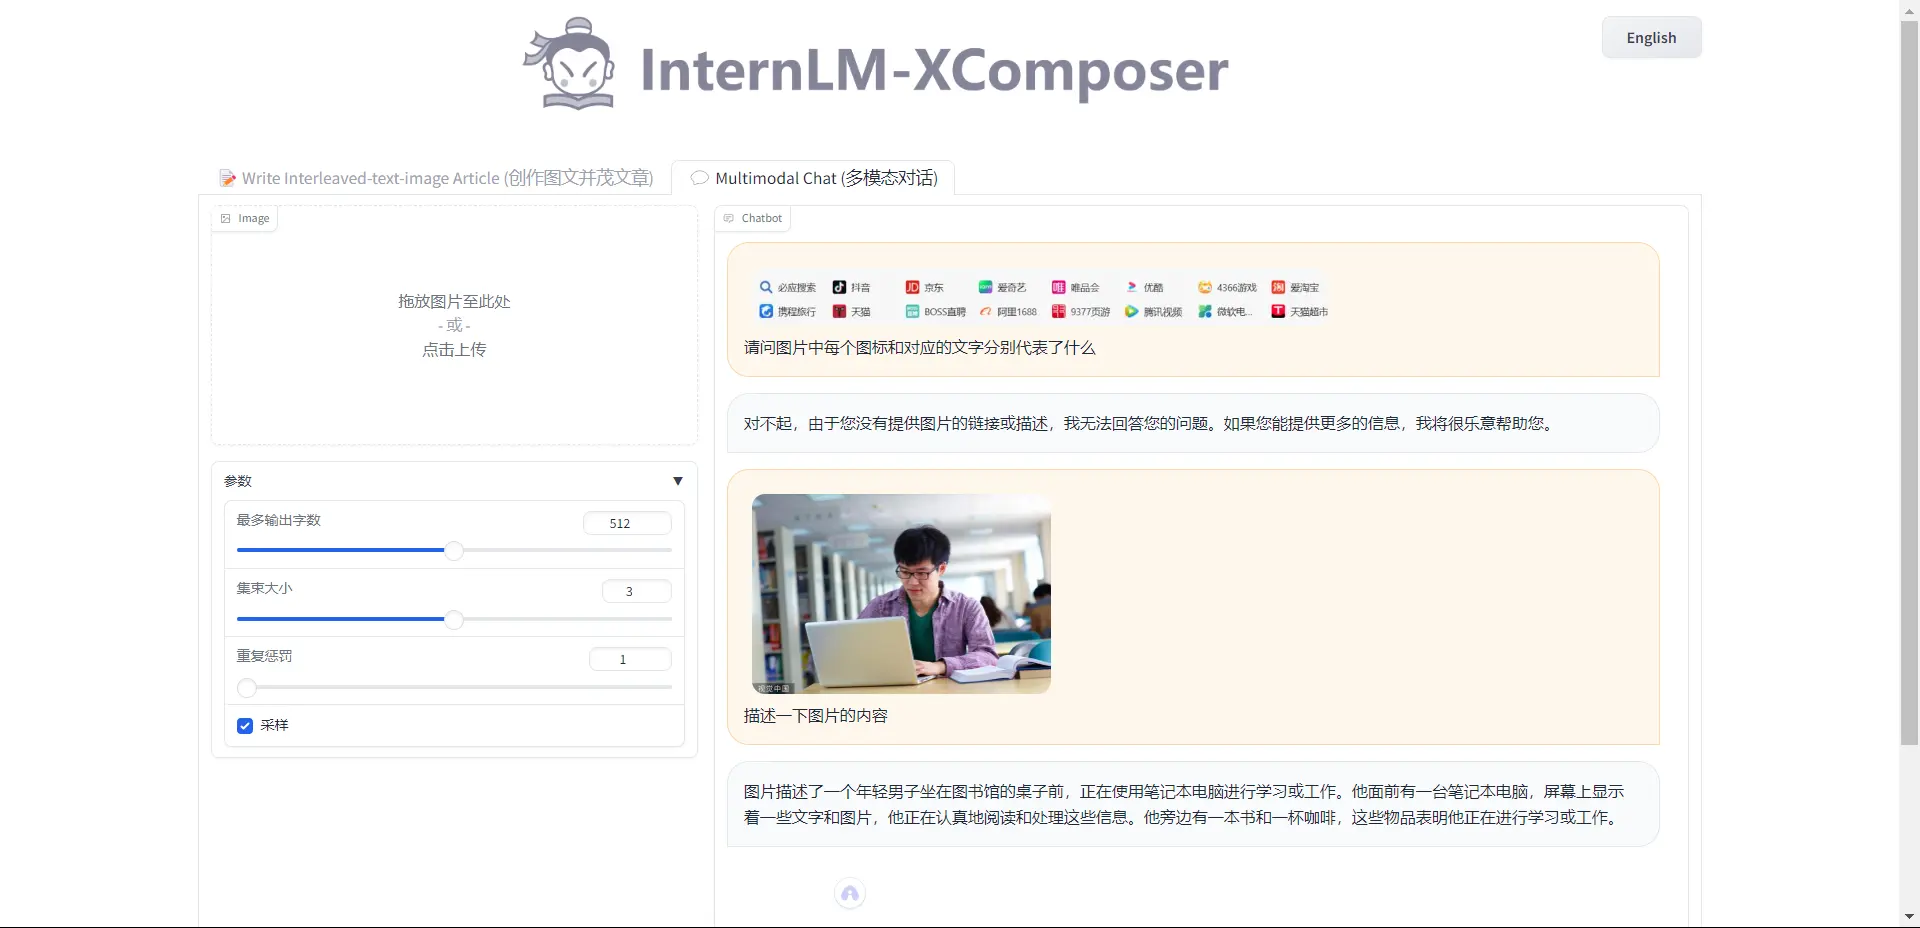 InternLM-XComposer
English
Write Interleaved-text-image Article (创作图文并茂文章)
Multimodal Chat (多模态对话)
Image
拖放图片至此处
- 或 -
点击上传
参数
最多输出字数
512
集束大小
3
重复惩罚
1
采样
Chatbot
必应搜索 抖音 京东 爱奇艺 唯品会 优酷 4366游戏 爱淘宝
携程旅行 天猫 BOSS直聘 阿里1688 9377页游 腾讯视频 微软电... 天猫超市
请问图片中每个图标和对应的文字分别代表了什么
对不起，由于您没有提供图片的链接或描述，我无法回答您的问题。如果您能提供更多的信息，我将很乐意帮助您。
视觉中国
描述一下图片的内容
图片描述了一个年轻男子坐在图书馆的桌子前，正在使用笔记本电脑进行学习或工作。他面前有一台笔记本电脑，屏幕上显示
着一些文字和图片，他正在认真地阅读和处理这些信息。他旁边有一本书和一杯咖啡，这些物品表明他正在进行学习或工作。